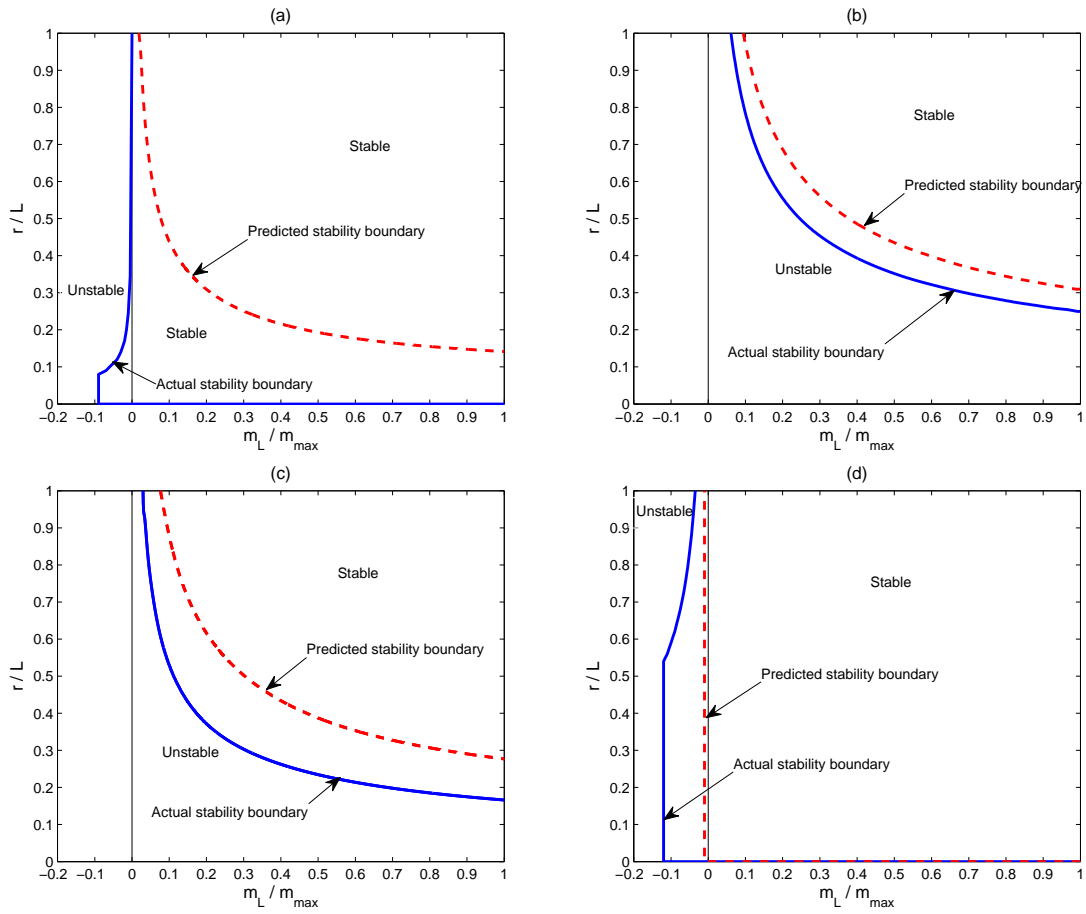 (a)
1
0.9
0.8
0.7
0.6
0.5
0.4
0.3
0.2
0.1
0
r / L
Stable
Predicted stability boundary
Unstable
Stable
Actual stability boundary
−0.2 −0.1 0 0.1 0.2 0.3 0.4 0.5 0.6 0.7 0.8 0.9 1
m_L / m_max
(b)
1
0.9
0.8
0.7
0.6
0.5
0.4
0.3
0.2
0.1
0
r / L
Stable
Predicted stability boundary
Unstable
Actual stability boundary
−0.2 −0.1 0 0.1 0.2 0.3 0.4 0.5 0.6 0.7 0.8 0.9 1
m_L / m_max
(c)
1
0.9
0.8
0.7
0.6
0.5
0.4
0.3
0.2
0.1
0
r / L
Stable
Predicted stability boundary
Unstable
Actual stability boundary
−0.2 −0.1 0 0.1 0.2 0.3 0.4 0.5 0.6 0.7 0.8 0.9 1
m_L / m_max
(d)
1
0.9
0.8
0.7
0.6
0.5
0.4
0.3
0.2
0.1
0
r / L
Unstable
Stable
Predicted stability boundary
Actual stability boundary
−0.2 −0.1 0 0.1 0.2 0.3 0.4 0.5 0.6 0.7 0.8 0.9 1
m_L / m_max